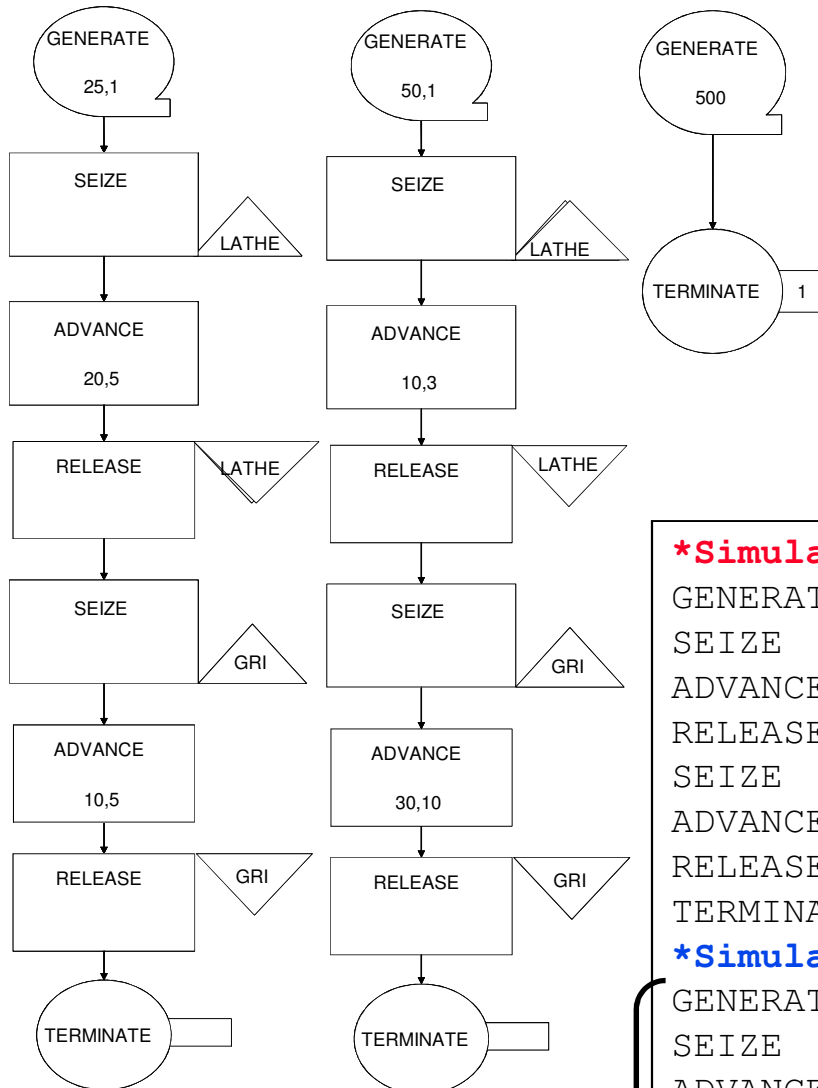 GENERATE
25,1
SEIZE
LATHE
ADVANCE
20,5
RELEASE
LATHE
SEIZE
GRI
ADVANCE
10,5
RELEASE
GRI
TERMINATE
GENERATE
50,1
SEIZE
LATHE
ADVANCE
10,3
RELEASE
LATHE
SEIZE
GRI
ADVANCE
30,10
RELEASE
GRI
TERMINATE
GENERATE
500
TERMINATE
1
*Simula
GENERAT
SEIZE
ADVANCE
RELEASE
SEIZE
ADVANCE
RELEASE
TERMINA
*Simula
GENERAT
SEIZE